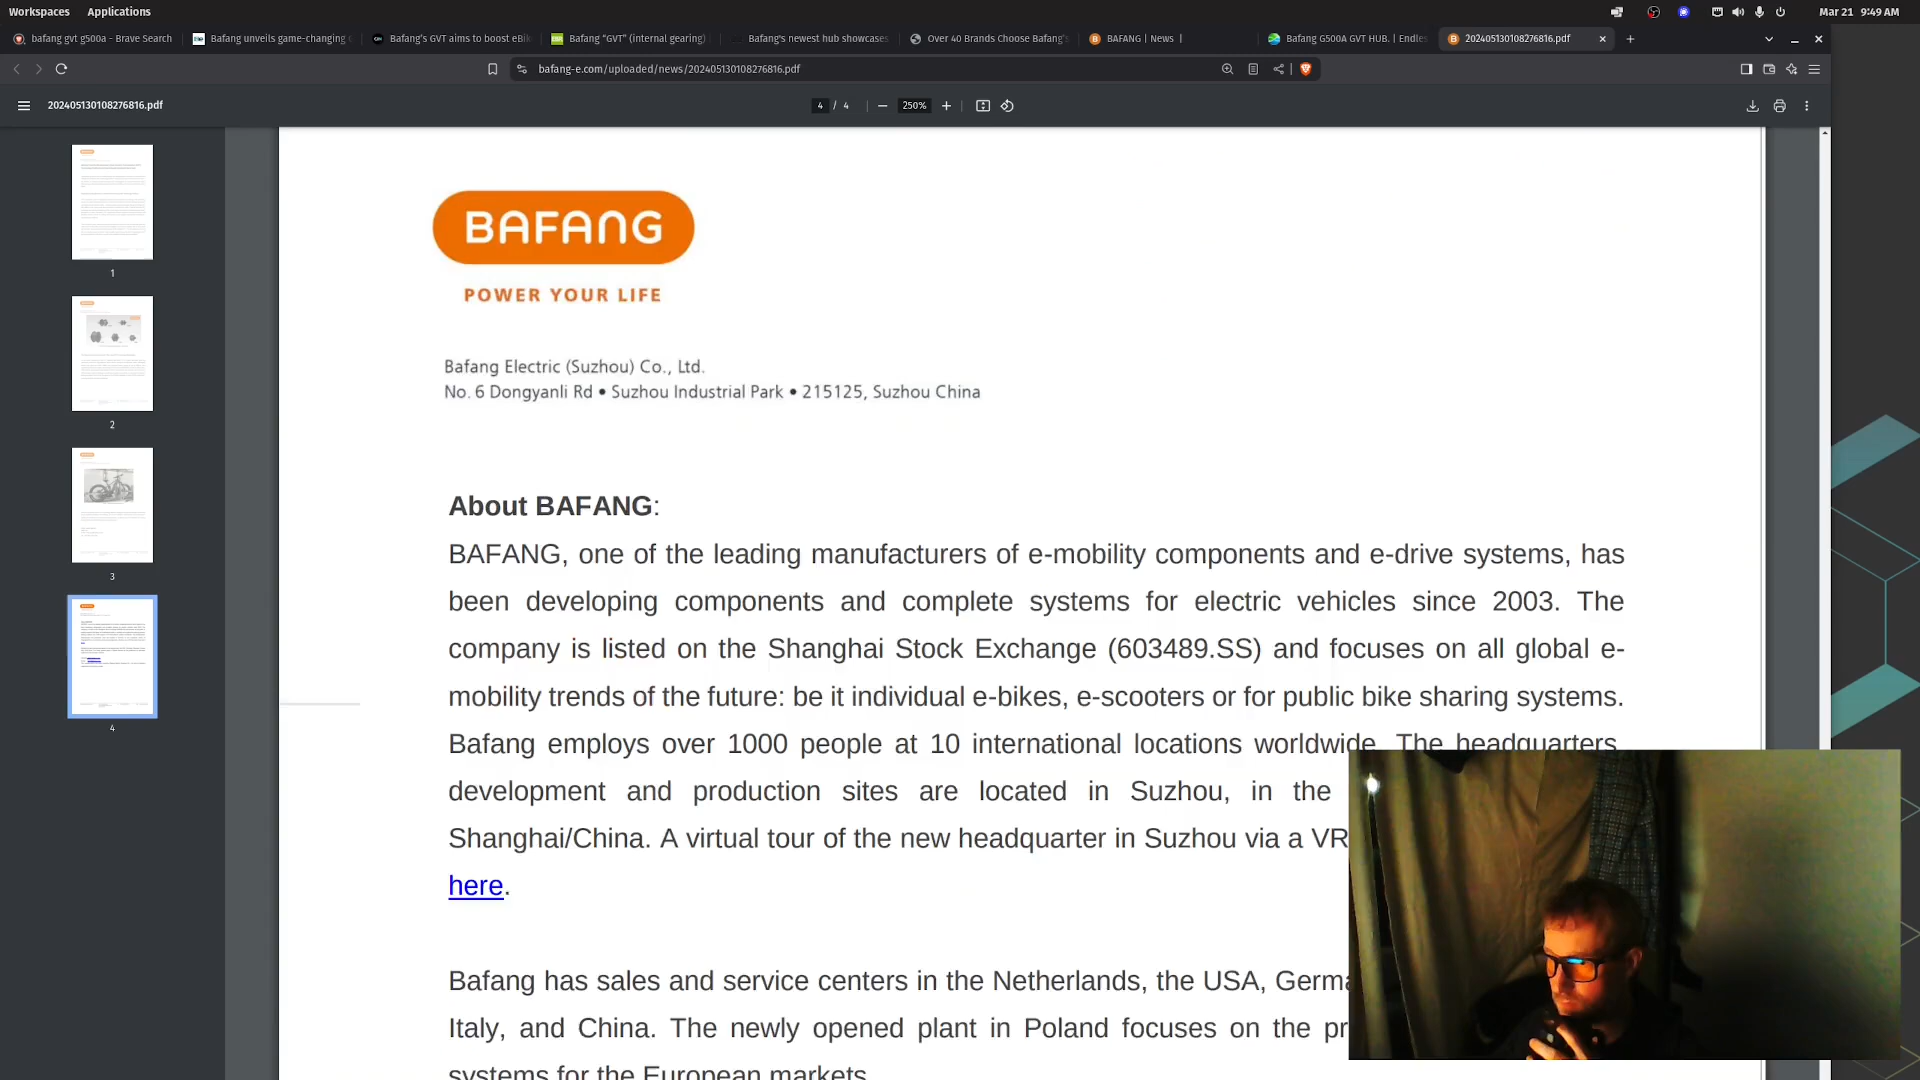 Workspaces Applications
Mar 21 9:49 AM
bafang gvt g500a - Brave Search
Bafang unveils game-changing
Bafang's GVT aims to boost eBik
Bafang "GVT" (internal gearing)
Bafang's newest hub showcases
Over 40 Brands Choose Bafang's
BAFANG | News |
Bafang G500A GVT HUB. | Endles
202405130108276816.pdf
bafang-e.com/uploaded/news/202405130108276816.pdf
202405130108276816.pdf
4 / 4
250%
1
2
3
4
BAFANG
POWER YOUR LIFE
Bafang Electric (Suzhou) Co., Ltd.
No. 6 Dongyanli Rd • Suzhou Industrial Park • 215125, Suzhou China
About BAFANG:
BAFANG, one of the leading manufacturers of e-mobility components and e-drive systems, has
been developing components and complete systems for electric vehicles since 2003. The
company is listed on the Shanghai Stock Exchange (603489.SS) and focuses on all global e-
mobility trends of the future: be it individual e-bikes, e-scooters or for public bike sharing systems.
Bafang employs over 1000 people at 10 international locations worldwide. The headquarters,
development and production sites are located in Suzhou, in the
Shanghai/China. A virtual tour of the new headquarter in Suzhou via a VR
here.
Bafang has sales and service centers in the Netherlands, the USA, Germa
Italy, and China. The newly opened plant in Poland focuses on the pr
systems for the European markets.